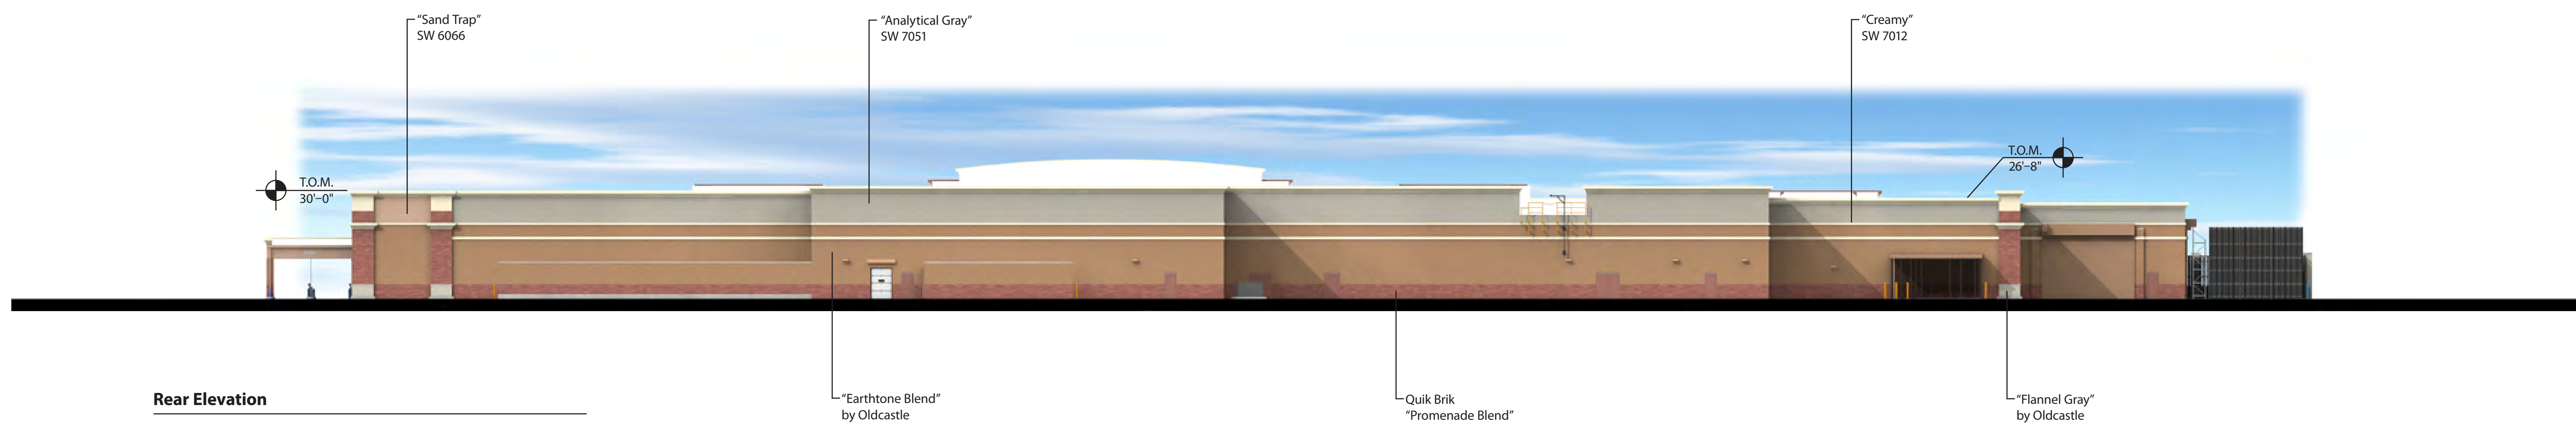 “Sand Trap”
SW 6066
“Analytical Gray”
SW 7051
“Creamy”
SW 7012
T.O.M.
30'–0"
T.O.M.
26'–8"
Rear Elevation
“Earthtone Blend”
by Oldcastle
Quik Brik
“Promenade Blend”
“Flannel Gray”
by Oldcastle